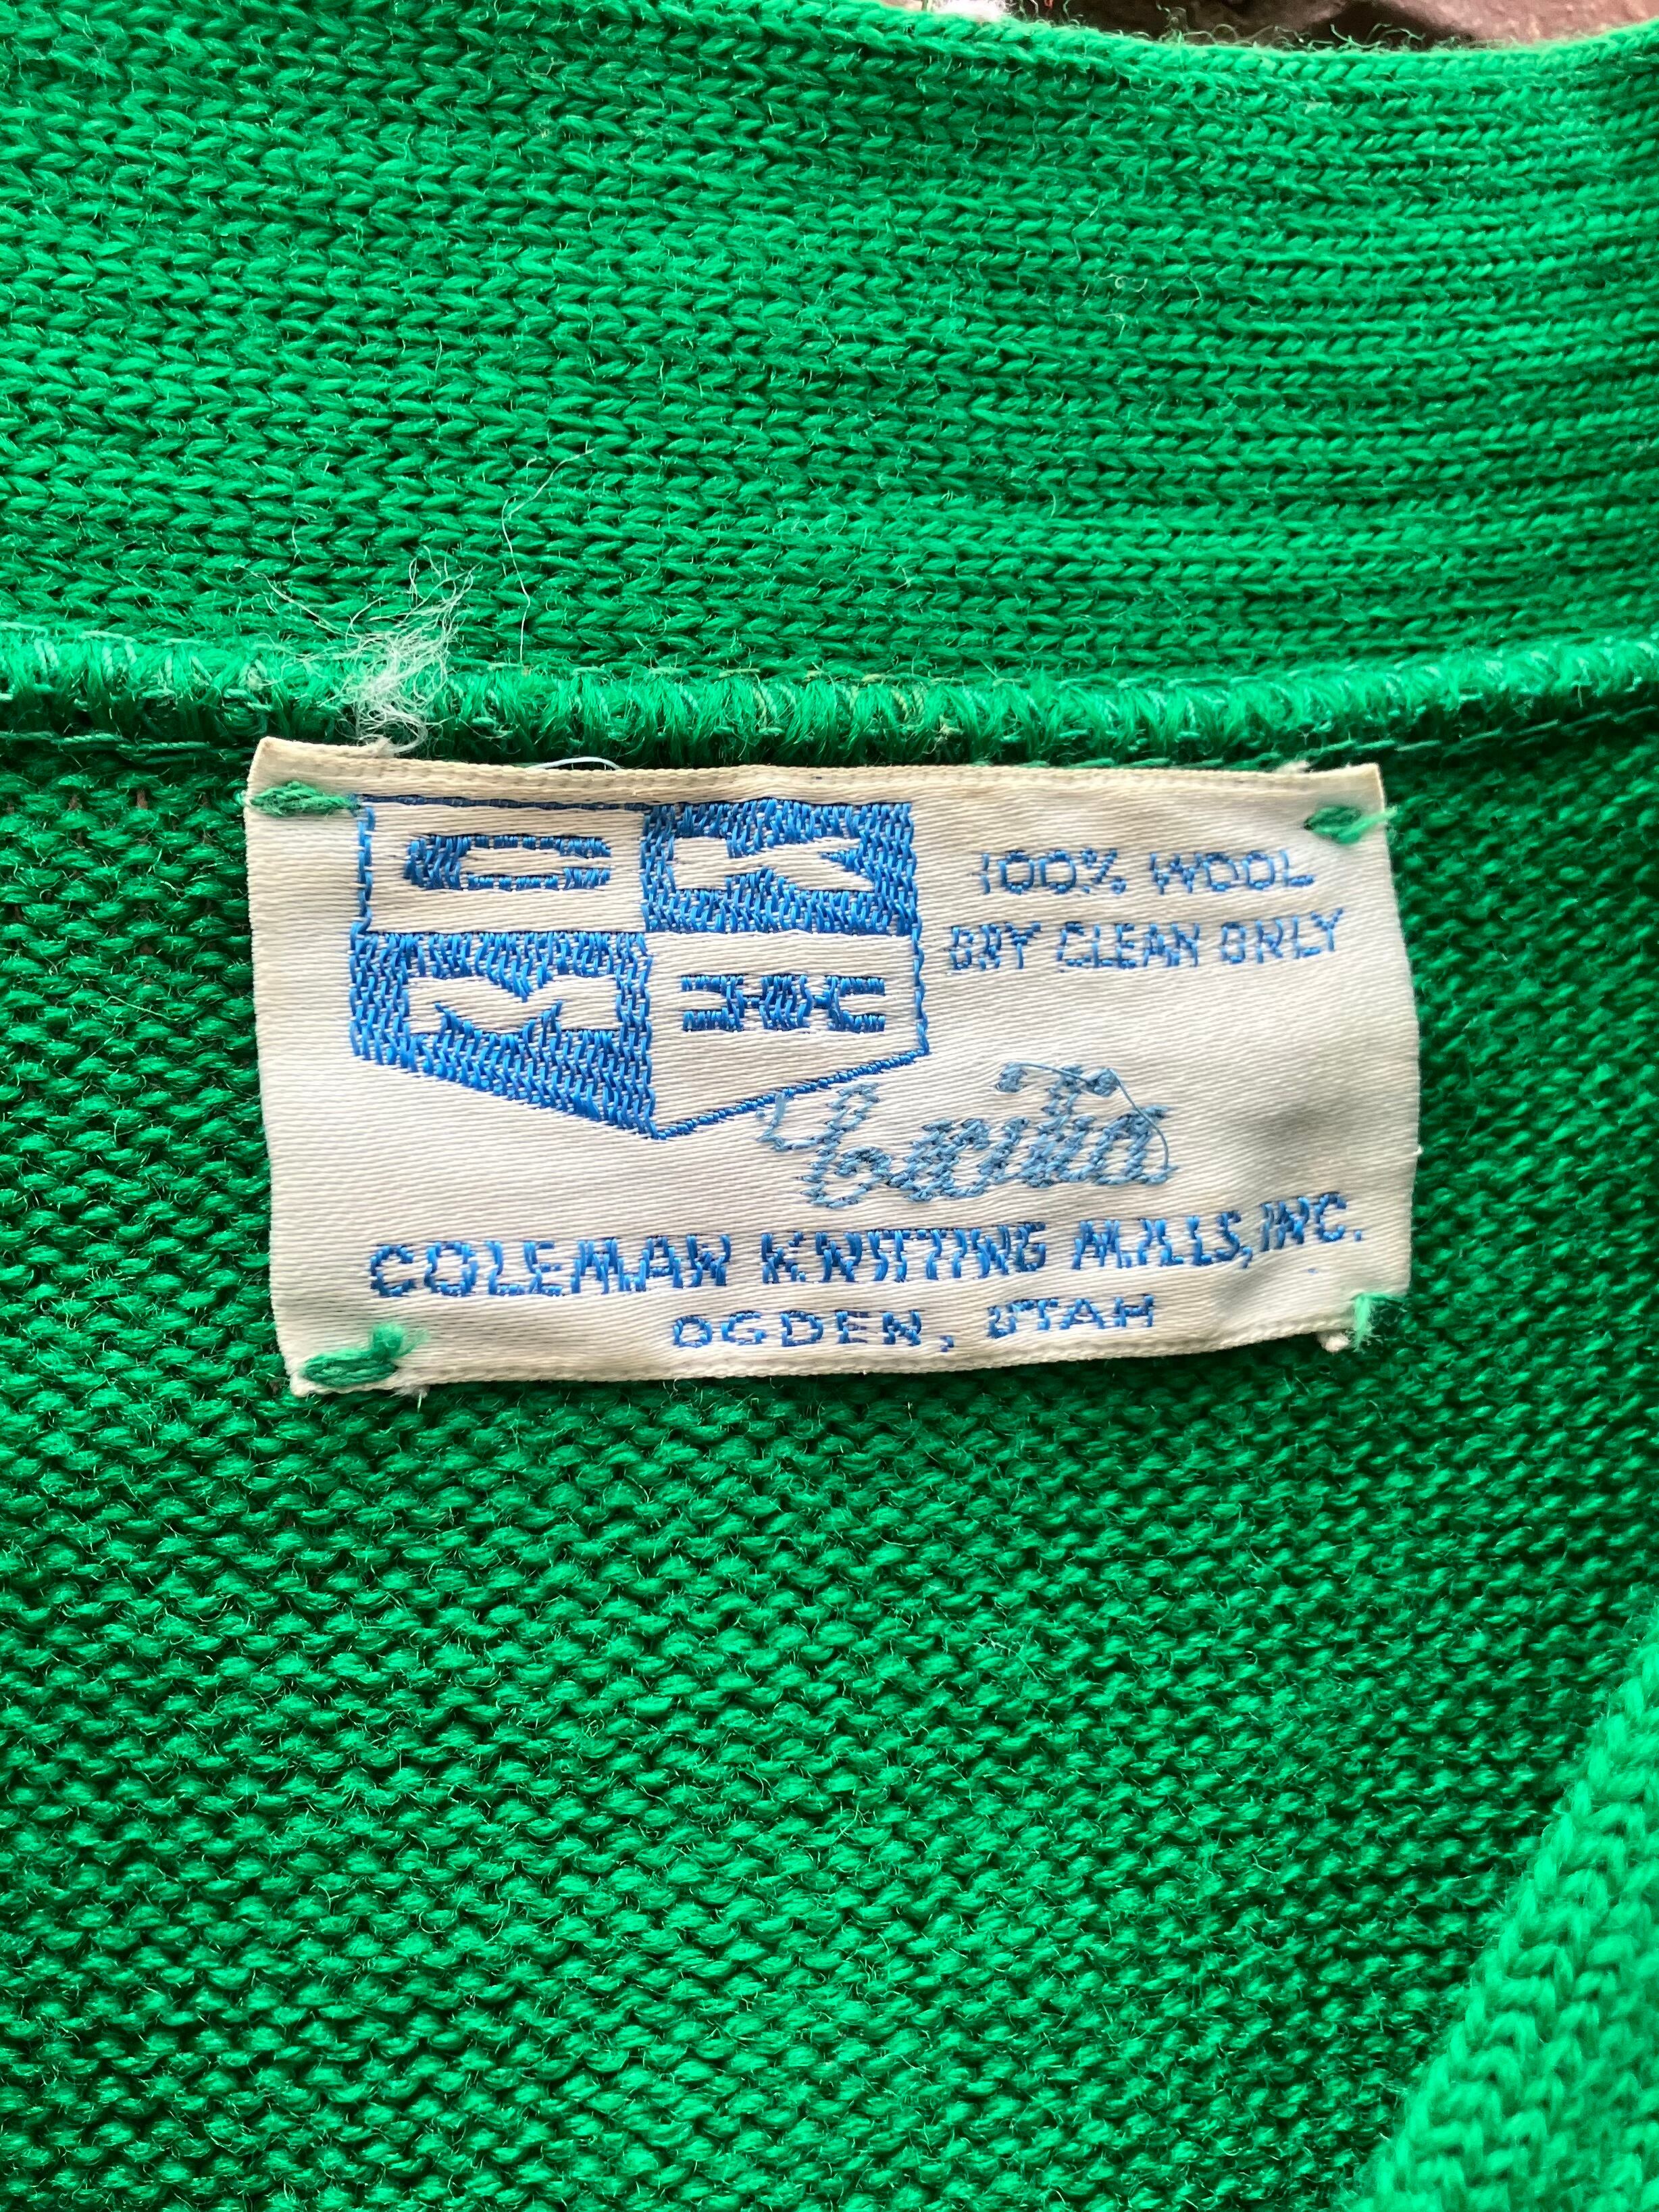 C K
M
100% WOOL
DRY CLEAN ONLY
COLEMAN KNITTING MILLS, INC.
OGDEN, UTAH